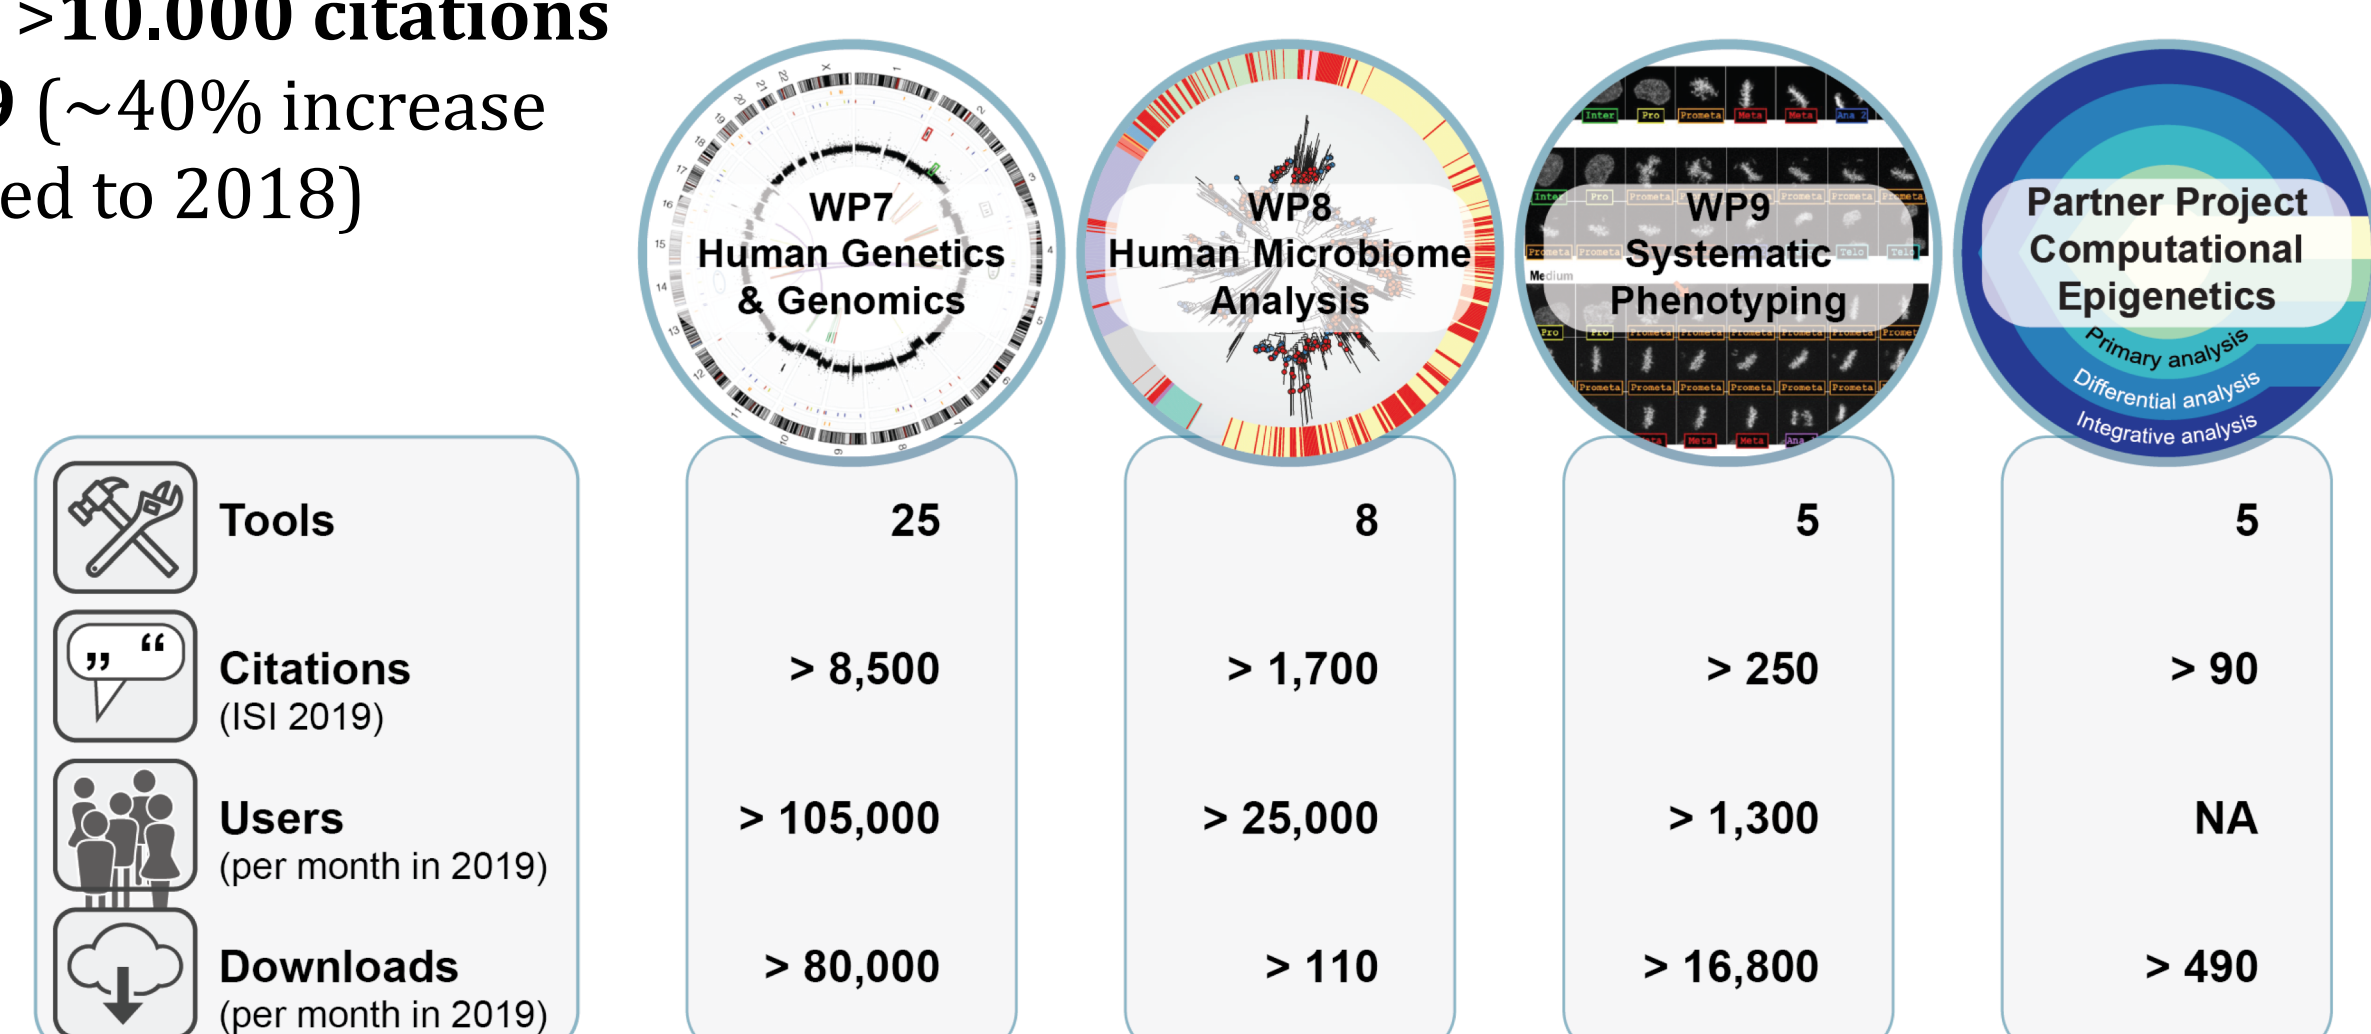 >10.000 citations
9 (~40% increase
ed to 2018)
WP7
Human Genetics
& Genomics
WP8
Human Microbiome
Analysis
WP9
Systematic
Phenotyping
Medium
Partner Project
Computational
Epigenetics
Primary analysis
Differential analysis
Integrative analysis
Tools 25 8 5 5
Citations > 8,500 > 1,700 > 250 > 90
(ISI 2019)
Users > 105,000 > 25,000 > 1,300 NA
(per month in 2019)
Downloads > 80,000 > 110 > 16,800 > 490
(per month in 2019)